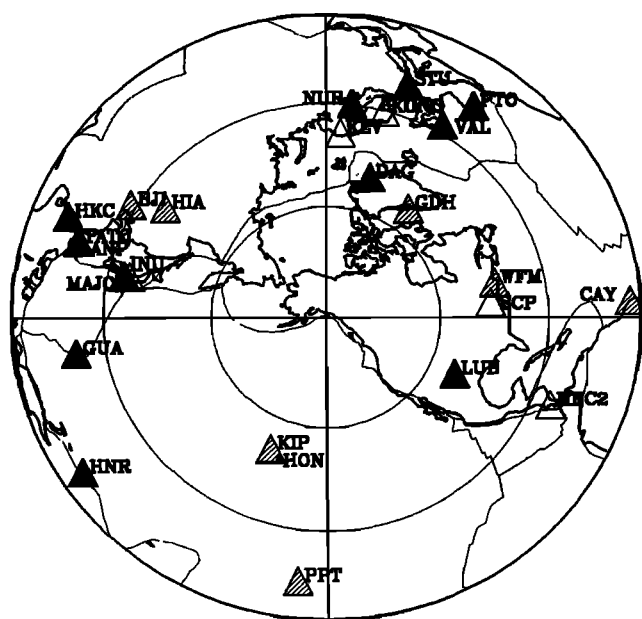 STU
NUR
PTO
KEV
VAL
DAG
BJI
HIA
HKC
GDH
INU
MAJO
WFM
SCP
CAY
GUA
LUB
KIP
HON
HNR
PPT